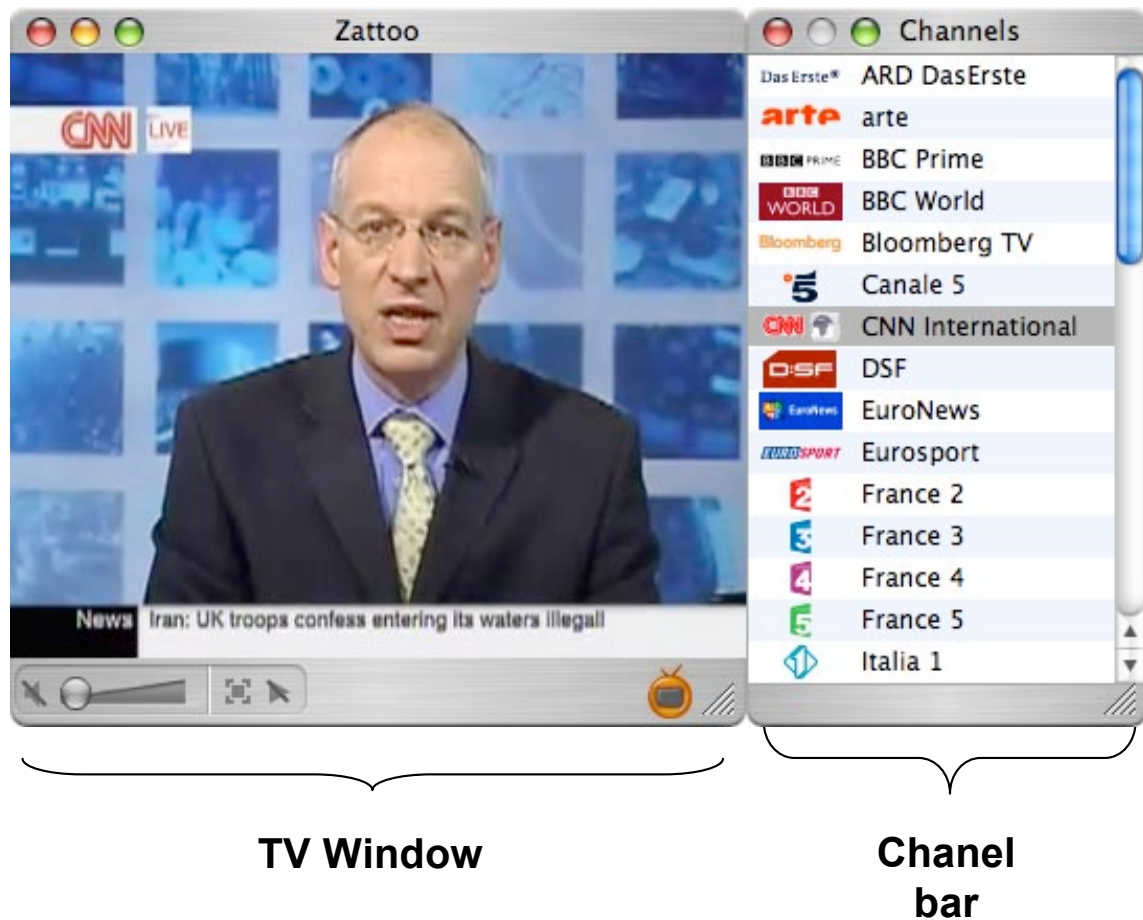 Zattoo
CNN LIVE
News Iran: UK troops confess entering its waters illegall
Channels
Das Erste® ARD DasErste
arte arte
BBC PRIME BBC Prime
BBC WORLD BBC World
Bloomberg Bloomberg TV
5 Canale 5
CNN CNN International
D:SF DSF
EuroNews EuroNews
EUROSPORT Eurosport
2 France 2
3 France 3
4 France 4
5 France 5
1 Italia 1
TV Window
Chanel
bar